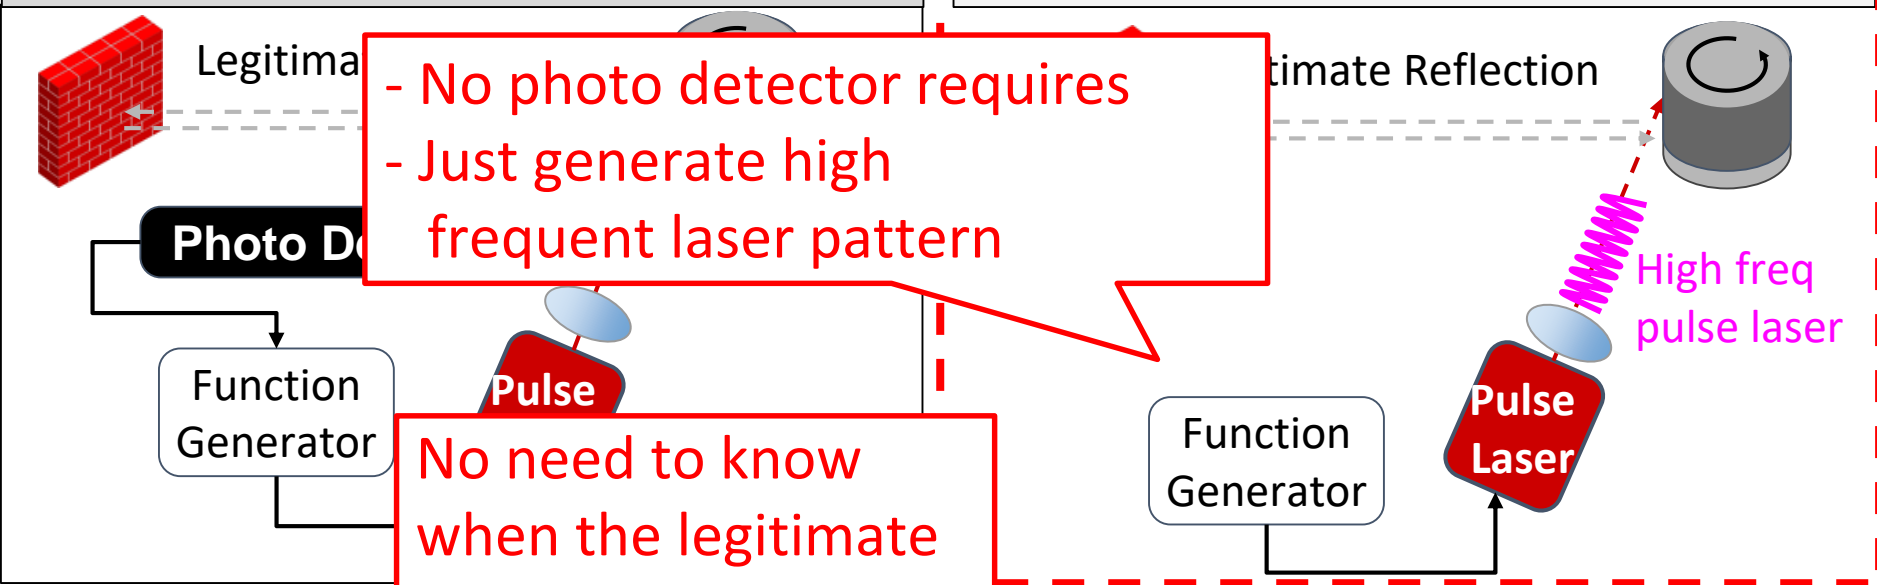 Legitima
- No photo detector requires
- Just generate high
frequent laser pattern
timate Reflection
Photo De
Function
Generator
Pulse
No need to know
when the legitimate
High freq
pulse laser
Pulse
Laser
Function
Generator